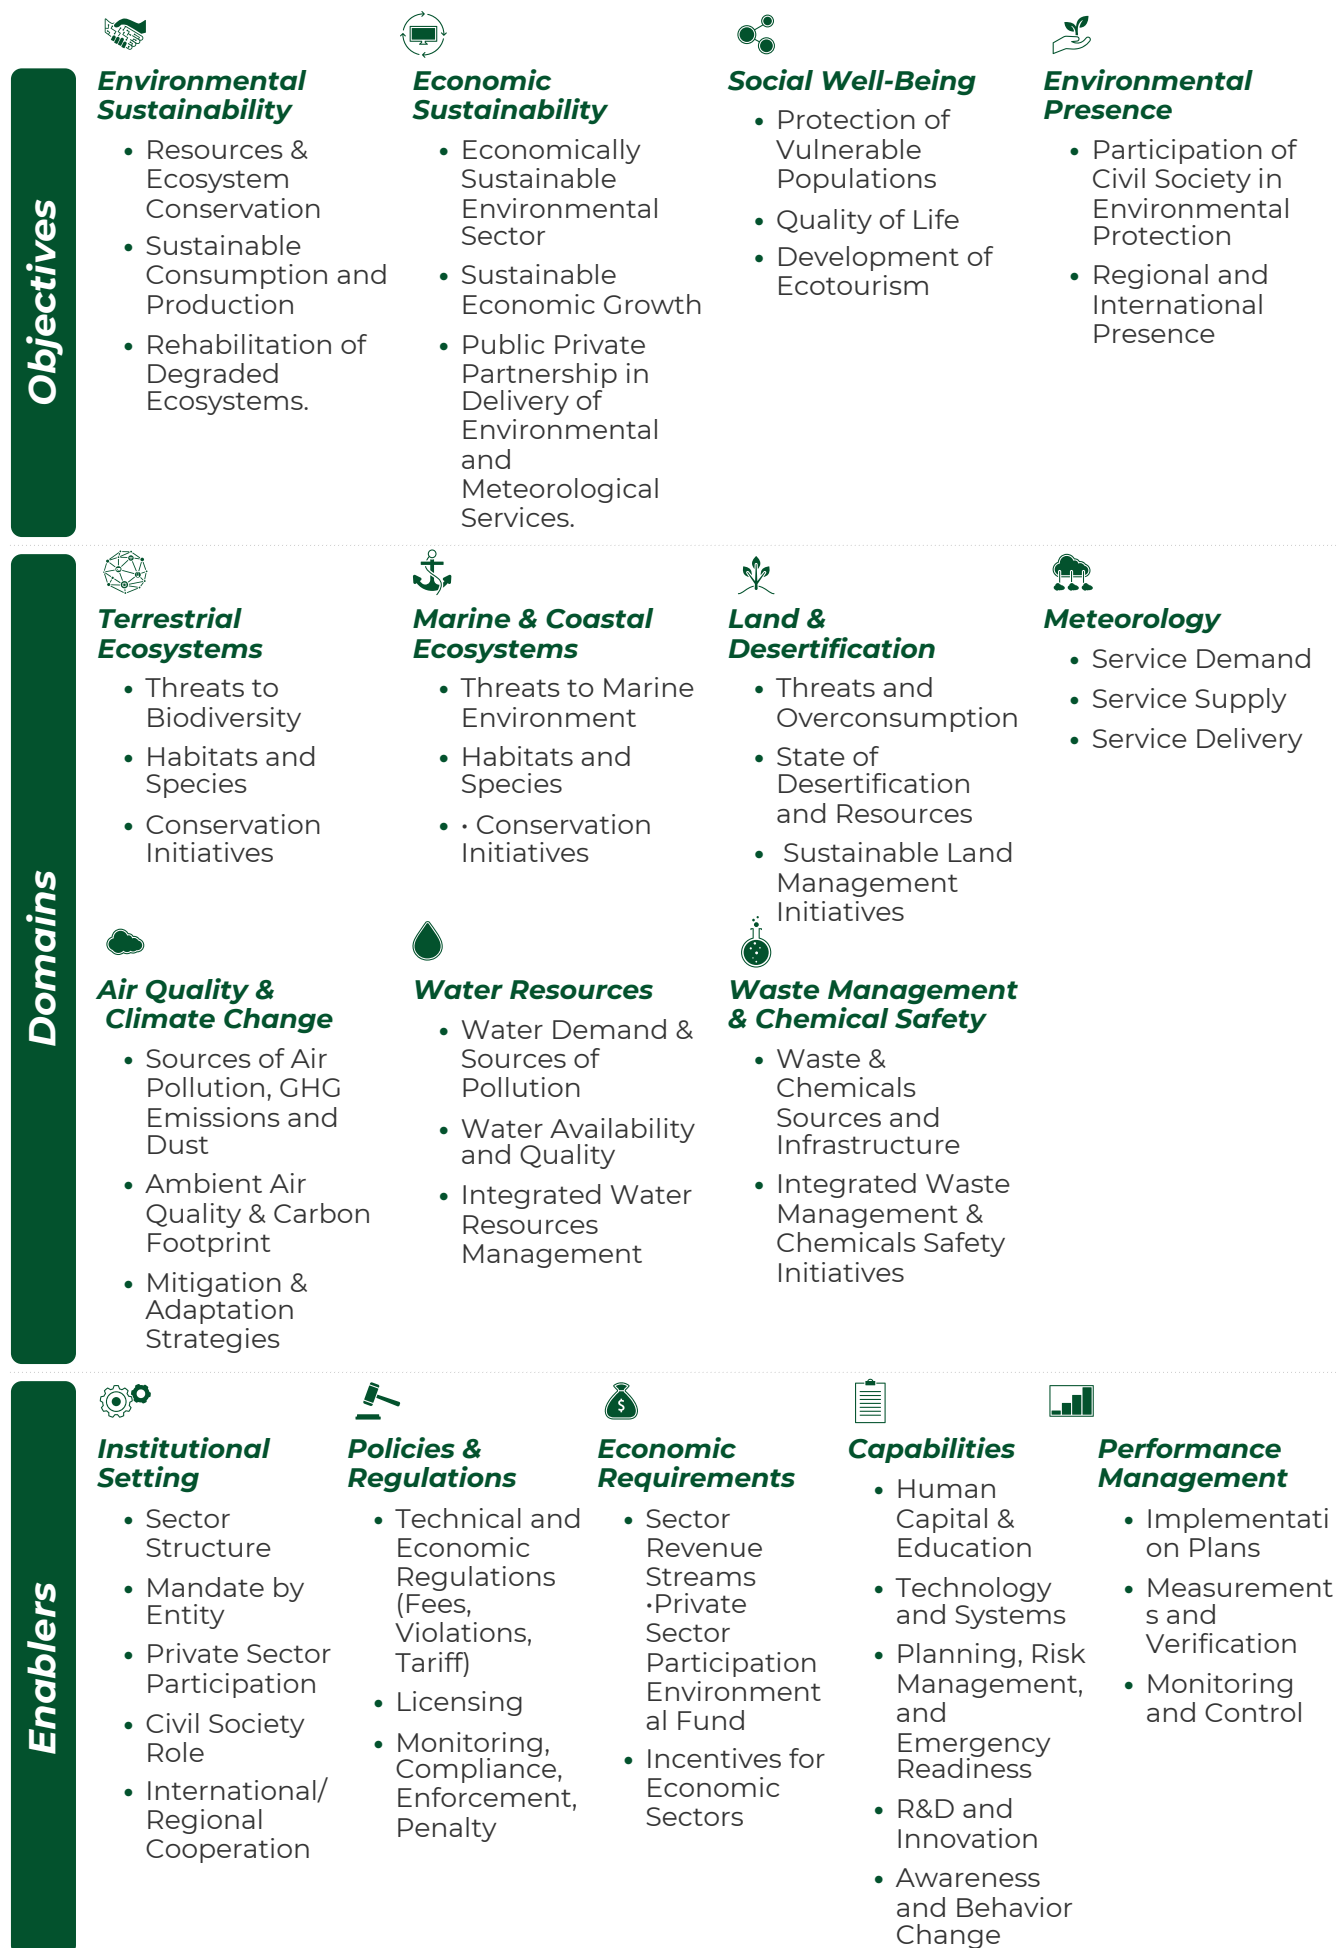 Objectives
Environmental
Sustainability
• Resources &
Ecosystem
Conservation
• Sustainable
Consumption and
Production
• Rehabilitation of
Degraded
Ecosystems.
Economic
Sustainability
• Economically
Sustainable
Environmental
Sector
• Sustainable
Economic Growth
• Public Private
Partnership in
Delivery of
Environmental
and
Meteorological
Services.
Social Well-Being
• Protection of
Vulnerable
Populations
• Quality of Life
• Development of
Ecotourism
Environmental
Presence
• Participation of
Civil Society in
Environmental
Protection
• Regional and
International
Presence
Domains
Terrestrial
Ecosystems
• Threats to
Biodiversity
• Habitats and
Species
• Conservation
Initiatives
Marine & Coastal
Ecosystems
• Threats to Marine
Environment
• Habitats and
Species
• · Conservation
Initiatives
Land &
Desertification
• Threats and
Overconsumption
• State of
Desertification
and Resources
• Sustainable Land
Management
Initiatives
Meteorology
• Service Demand
• Service Supply
• Service Delivery
Air Quality &
Climate Change
• Sources of Air
Pollution, GHG
Emissions and
Dust
• Ambient Air
Quality & Carbon
Footprint
• Mitigation &
Adaptation
Strategies
Water Resources
• Water Demand &
Sources of
Pollution
• Water Availability
and Quality
• Integrated Water
Resources
Management
Waste Management
& Chemical Safety
• Waste &
Chemicals
Sources and
Infrastructure
• Integrated Waste
Management &
Chemicals Safety
Initiatives
Enablers
Institutional
Setting
• Sector
Structure
• Mandate by
Entity
• Private Sector
Participation
• Civil Society
Role
• International/
Regional
Cooperation
Policies &
Regulations
• Technical and
Economic
Regulations
(Fees,
Violations,
Tariff)
• Licensing
• Monitoring,
Compliance,
Enforcement,
Penalty
$
Economic
Requirements
• Sector
Revenue
Streams
·Private
Sector
Participation
Environment
al Fund
• Incentives for
Economic
Sectors
Capabilities
• Human
Capital &
Education
• Technology
and Systems
• Planning, Risk
Management,
and
Emergency
Readiness
• R&D and
Innovation
• Awareness
and Behavior
Change
Performance
Management
• Implementati
on Plans
• Measurement
s and
Verification
• Monitoring
and Control